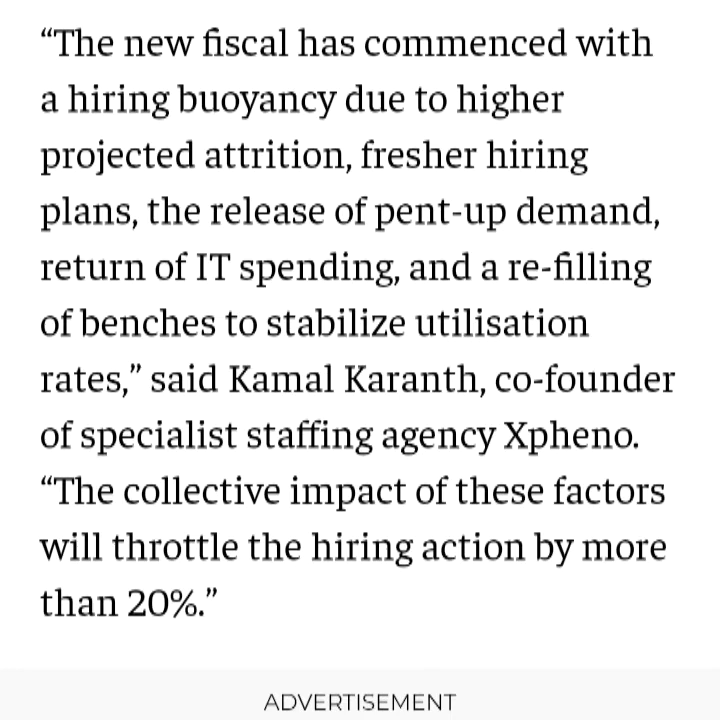 “The new fiscal has commenced with
a hiring buoyancy due to higher
projected attrition, fresher hiring
plans, the release of pent-up demand,
return of IT spending, and a re-filling
of benches to stabilize utilisation
rates,” said Kamal Karanth, co-founder
of specialist staffing agency Xpheno.
“The collective impact of these factors
will throttle the hiring action by more
than 20%.”
ADVERTISEMENT